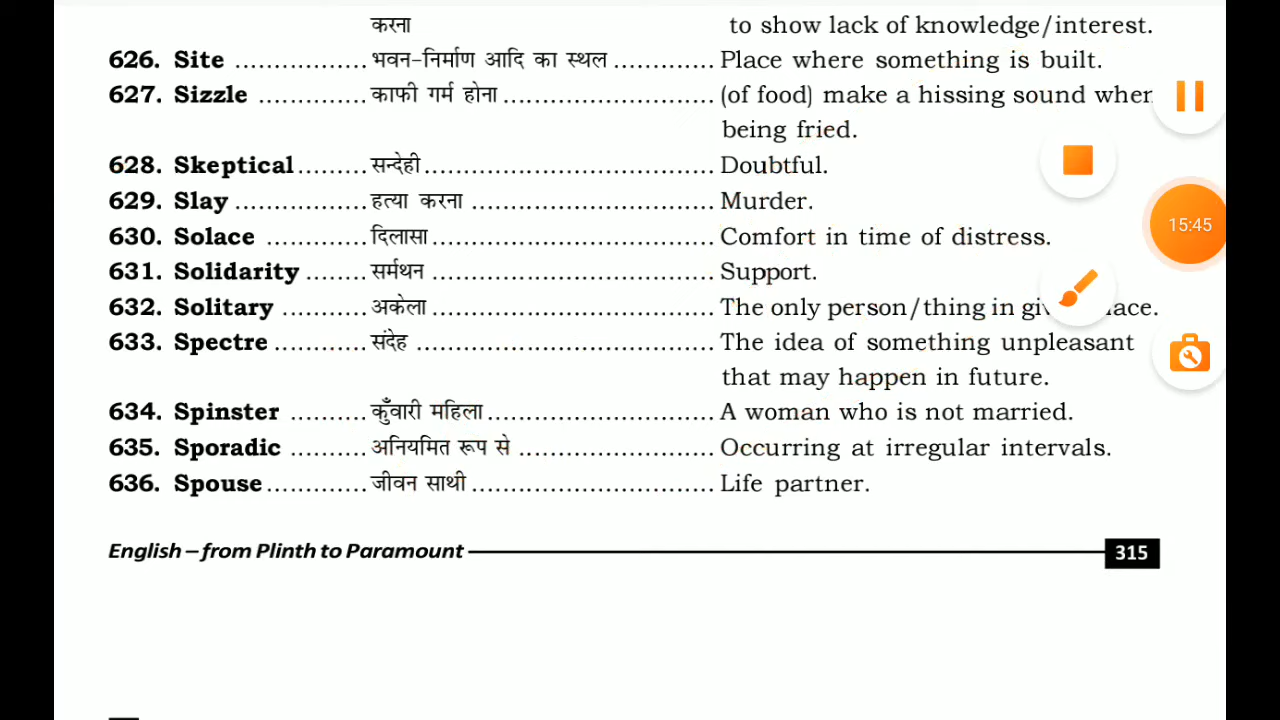 करना to show lack of knowledge/interest.
626. Site ................. भवन-निर्माण आदि का स्थल ............. Place where something is built.
627. Sizzle .............. काफी गर्म होना ........................... (of food) make a hissing sound when
being fried. 15:45
628. Skeptical ......... सन्देही ..................................... Doubtful.
629. Slay ................. हत्या करना ............................... Murder.
630. Solace ............. दिलासा .................................... Comfort in time of distress.
631. Solidarity ........ सर्मथन .................................... Support.
632. Solitary ........... अकेला .................................... The only person/thing in
633. Spectre ............ संदेह ...................................... The idea of something unpleasant
that may happen in future.
634. Spinster .......... कुँवारी महिला ............................. A woman who is not married.
635. Sporadic .......... अनियमित रूप से ......................... Occurring at irregular intervals.
636. Spouse ............. जीवन साथी ............................... Life partner.
English – from Plinth to Paramount 315